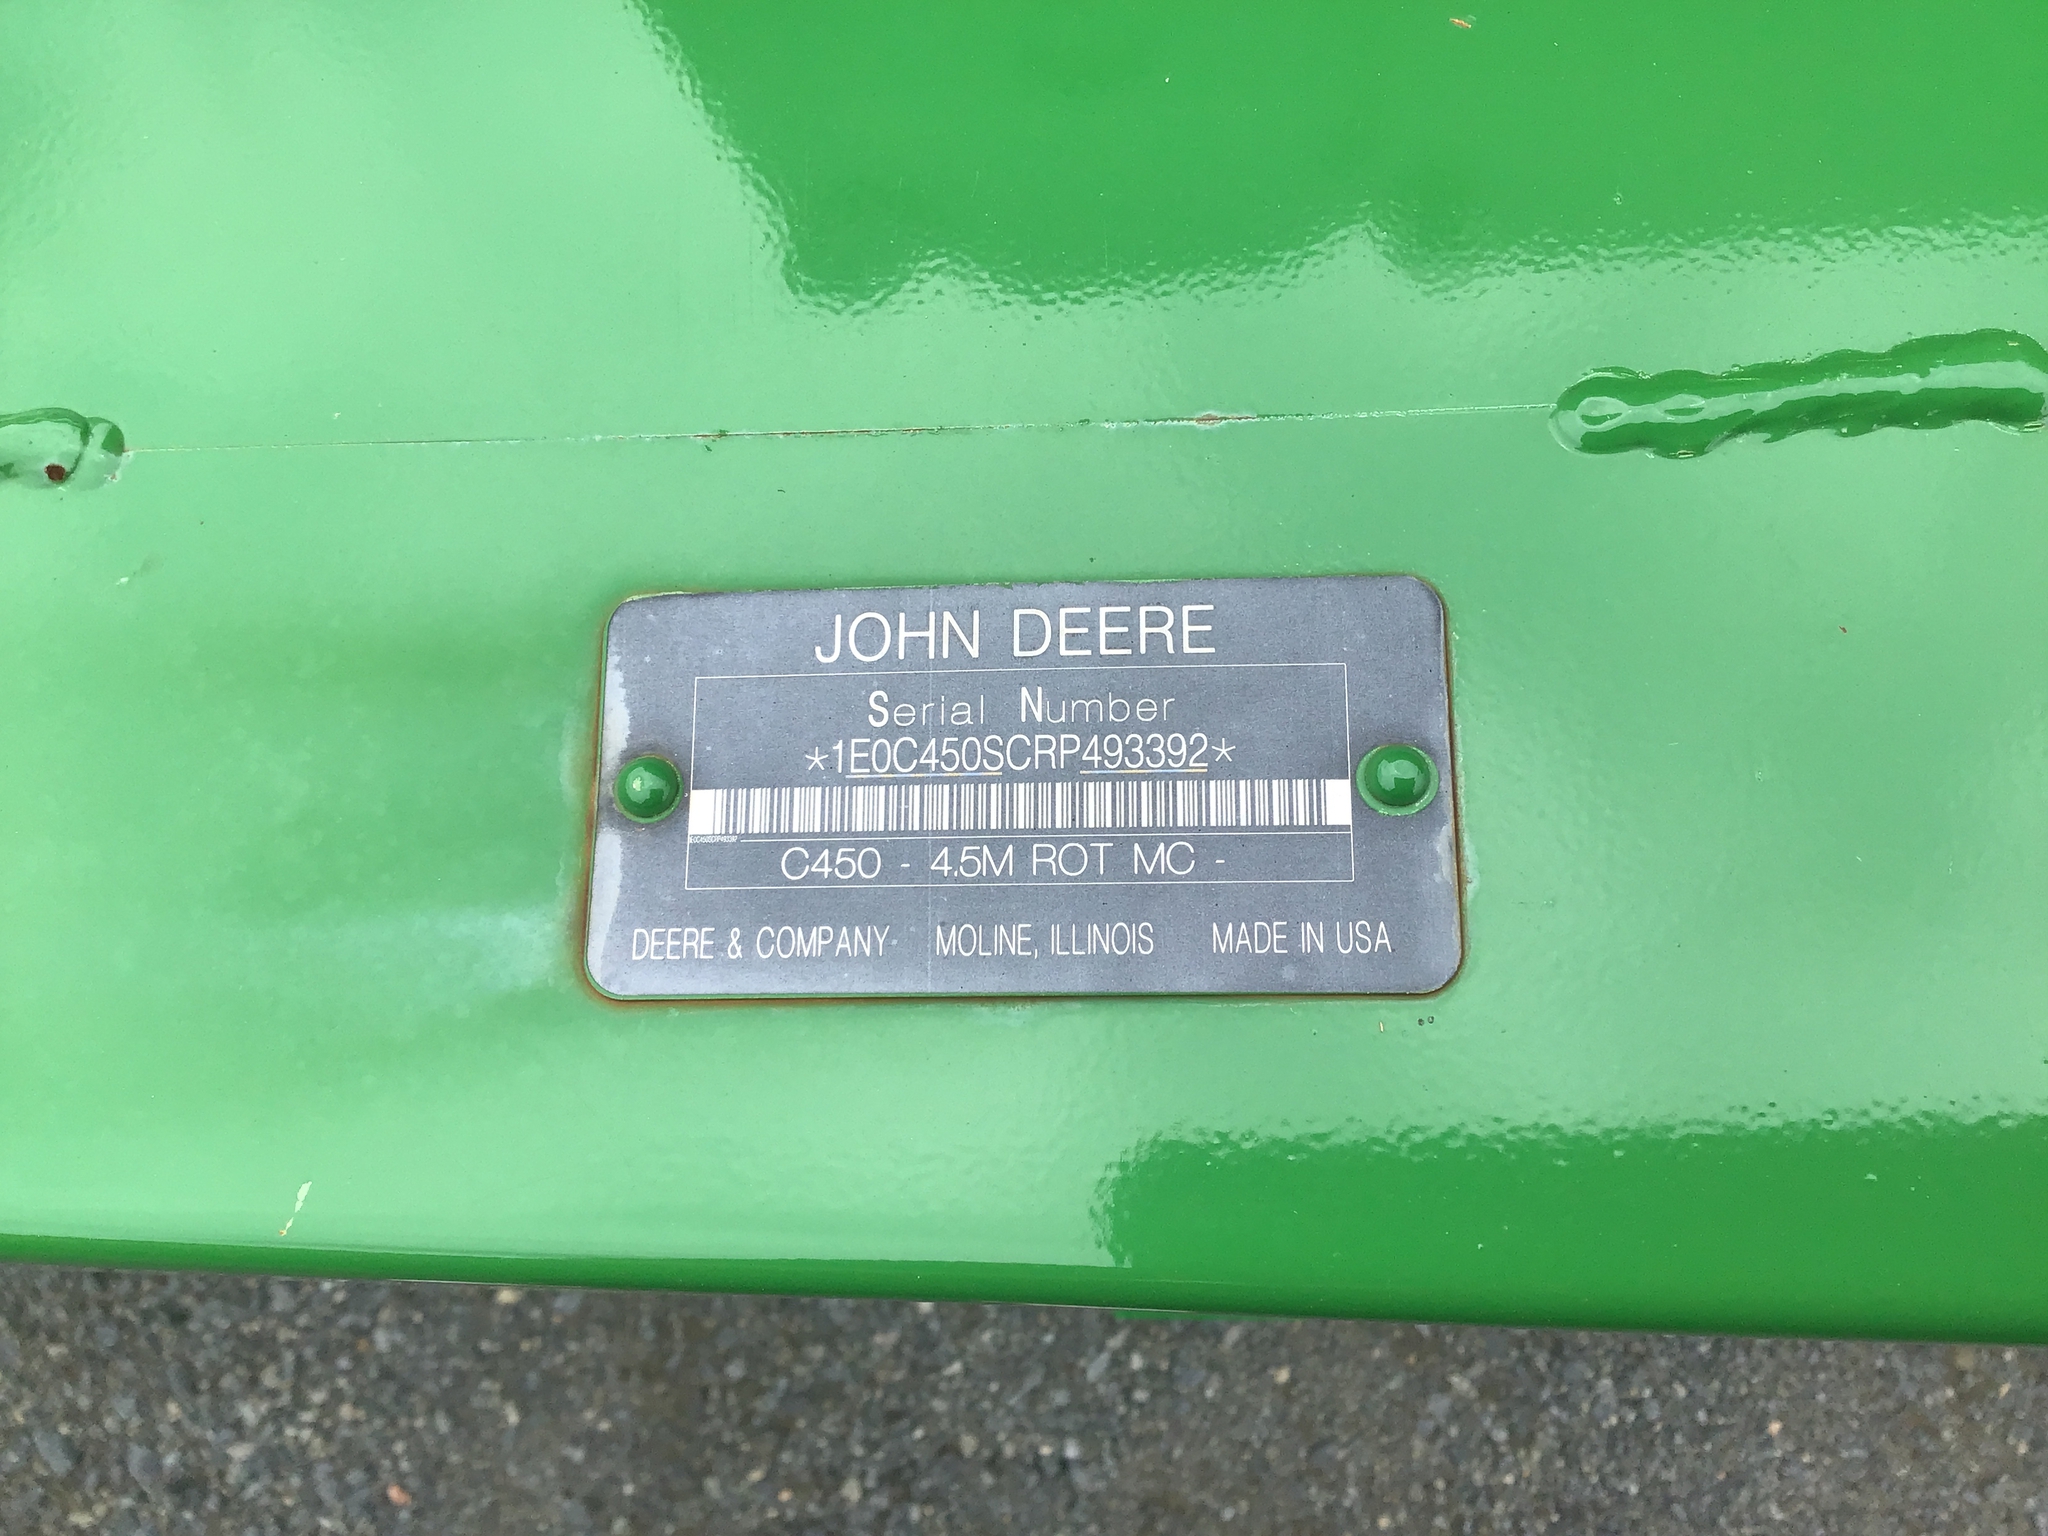 JOHN DEERE
Serial Number
*1E0C450SCRP493392*
C450 - 4.5M ROT MC -
DEERE & COMPANY MOLINE, ILLINOIS MADE IN USA